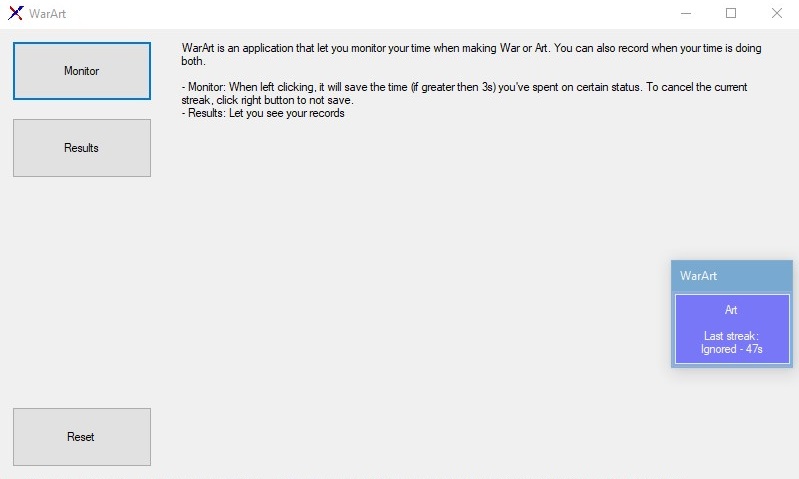 WarArt
Monitor
WarArt is an application that let you monitor your time when making War or Art. You can also record when your time is doing
both.
- Monitor: When left clicking, it will save the time (if greater then 3s) you've spent on certain status. To cancel the current
streak, click right button to not save.
- Results: Let you see your records
Results
WarArt
Art
Last streak:
Ignored - 47s
Reset